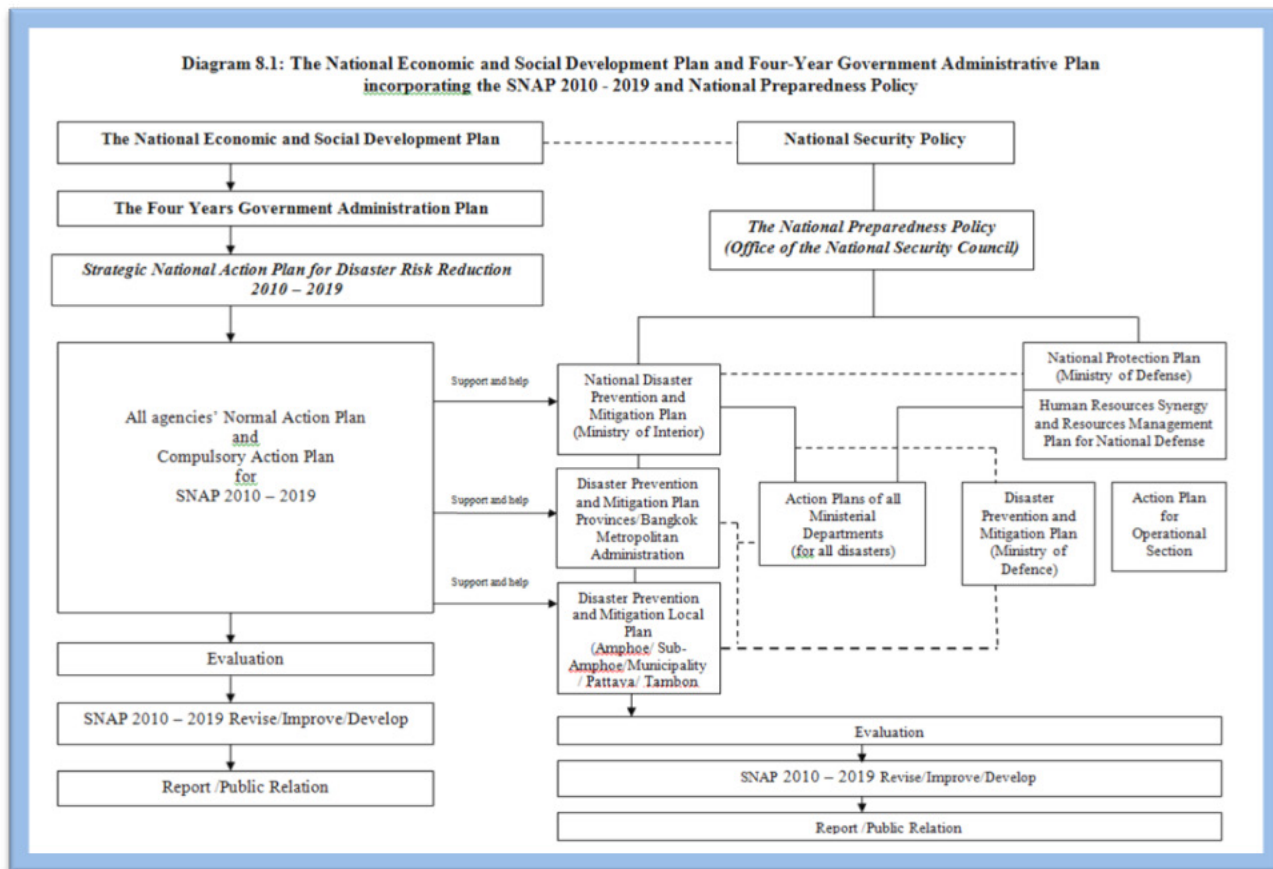 Diagram 8.1: The National Economic and Social Development Plan and Four-Year Government Administrative Plan
incorporating the SNAP 2010 - 2019 and National Preparedness Policy
The National Economic and Social Development Plan
National Security Policy
The Four Years Government Administration Plan
The National Preparedness Policy
(Office of the National Security Council)
Strategic National Action Plan for Disaster Risk Reduction
2010 – 2019
All agencies' Normal Action Plan
and
Compulsory Action Plan
for
SNAP 2010 – 2019
Support and help
Support and help
Support and help
National Disaster
Prevention and
Mitigation Plan
(Ministry of Interior)
National Protection Plan
(Ministry of Defense)
Human Resources Synergy
and Resources Management
Plan for National Defense
Disaster Prevention
and Mitigation Plan
Provinces/Bangkok
Metropolitan
Administration
Action Plans of all
Ministerial
Departments
(for all disasters)
Disaster
Prevention and
Mitigation Plan
(Ministry of
Defence)
Action Plan
for
Operational
Section
Disaster Prevention
and Mitigation Local
Plan
(Amphoe/ Sub-
Amphoe/Municipality
/ Pattava/ Tambon
Evaluation
SNAP 2010 – 2019 Revise/Improve/Develop
Report /Public Relation
Evaluation
SNAP 2010 – 2019 Revise/Improve/Develop
Report /Public Relation